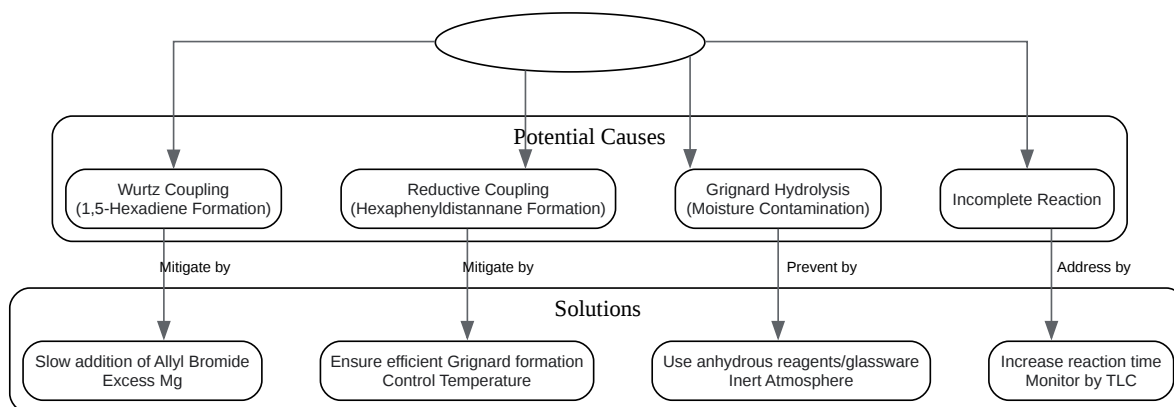 Potential Causes
Wurtz Coupling
(1,5-Hexadiene Formation)
Reductive Coupling
(Hexaphenyldistannane Formation)
Grignard Hydrolysis
(Moisture Contamination)
Incomplete Reaction
Mitigate by
Mitigate by
Prevent by
Address by
Solutions
Slow addition of Allyl Bromide
Excess Mg
Ensure efficient Grignard formation
Control Temperature
Use anhydrous reagents/glassware
Inert Atmosphere
Increase reaction time
Monitor by TLC